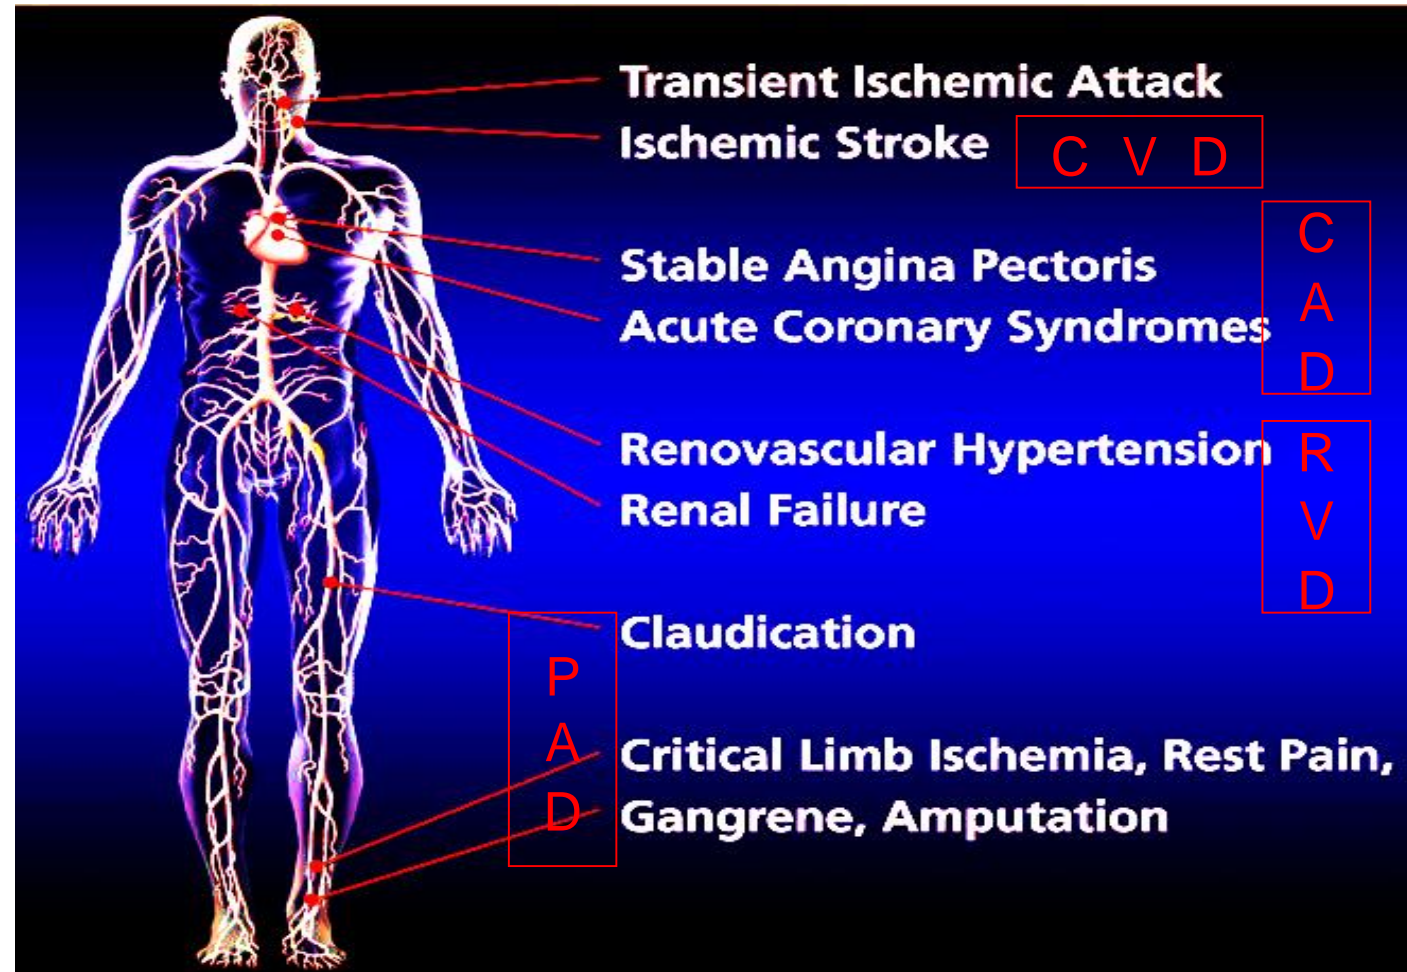 Transient Ischemic Attack
Ischemic Stroke
C V D
Stable Angina Pectoris
Acute Coronary Syndromes
C
A
D
Renovascular Hypertension
Renal Failure
R
V
D
Claudication
P
A
D
Critical Limb Ischemia, Rest Pain,
Gangrene, Amputation